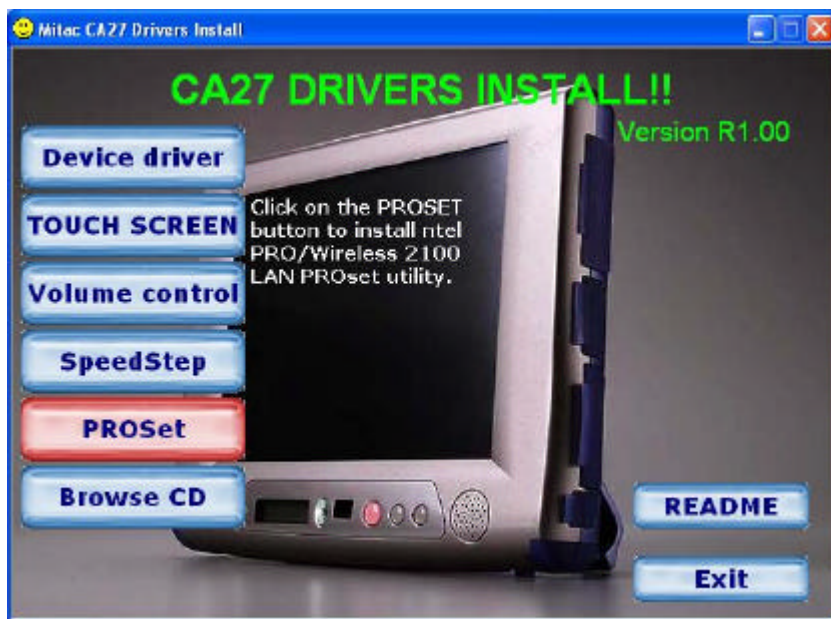 Mitac CA27 Drivers Install
CA27 DRIVERS INSTALL!!
Version R1.00
Device driver
TOUCH SCREEN
Volume control
SpeedStep
PROSet
Browse CD
Click on the PROSET
button to install ntel
PRO/Wireless 2100
LAN PROset utility.
README
Exit